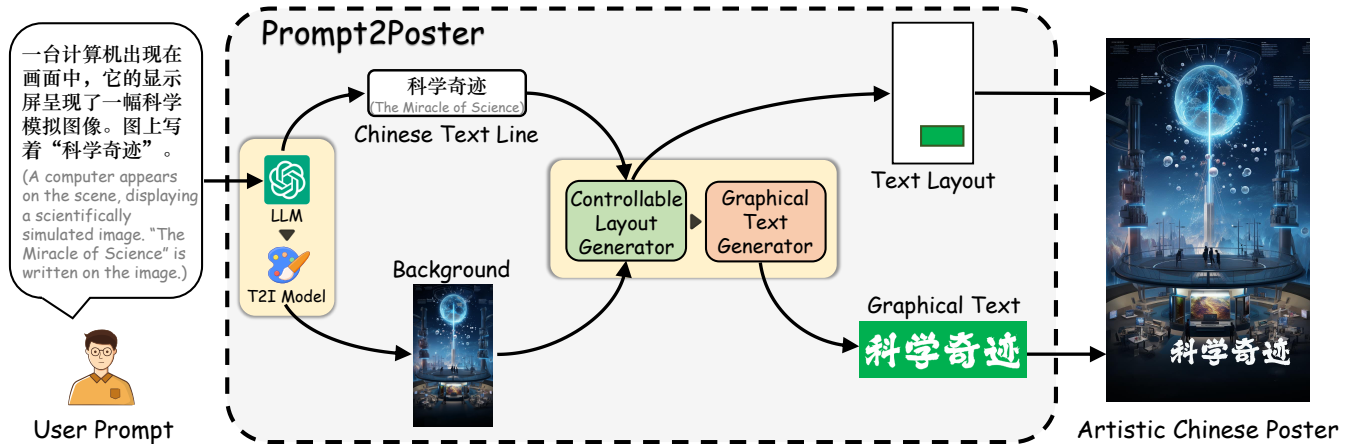 Prompt2Poster
一台计算机出现在
画面中，它的显示
屏呈现了一幅科学
模拟图像。图上写
着“科学奇迹”。
(A computer appears
on the scene, displaying
a scientifically
simulated image. “The
Miracle of Science” is
written on the image.)
User Prompt
LLM
T2I Model
科学奇迹
(The Miracle of Science)
Chinese Text Line
Background
Controllable
Layout
Generator
Graphical
Text
Generator
Text Layout
Graphical Text
科学奇迹
科学奇迹
Artistic Chinese Poster